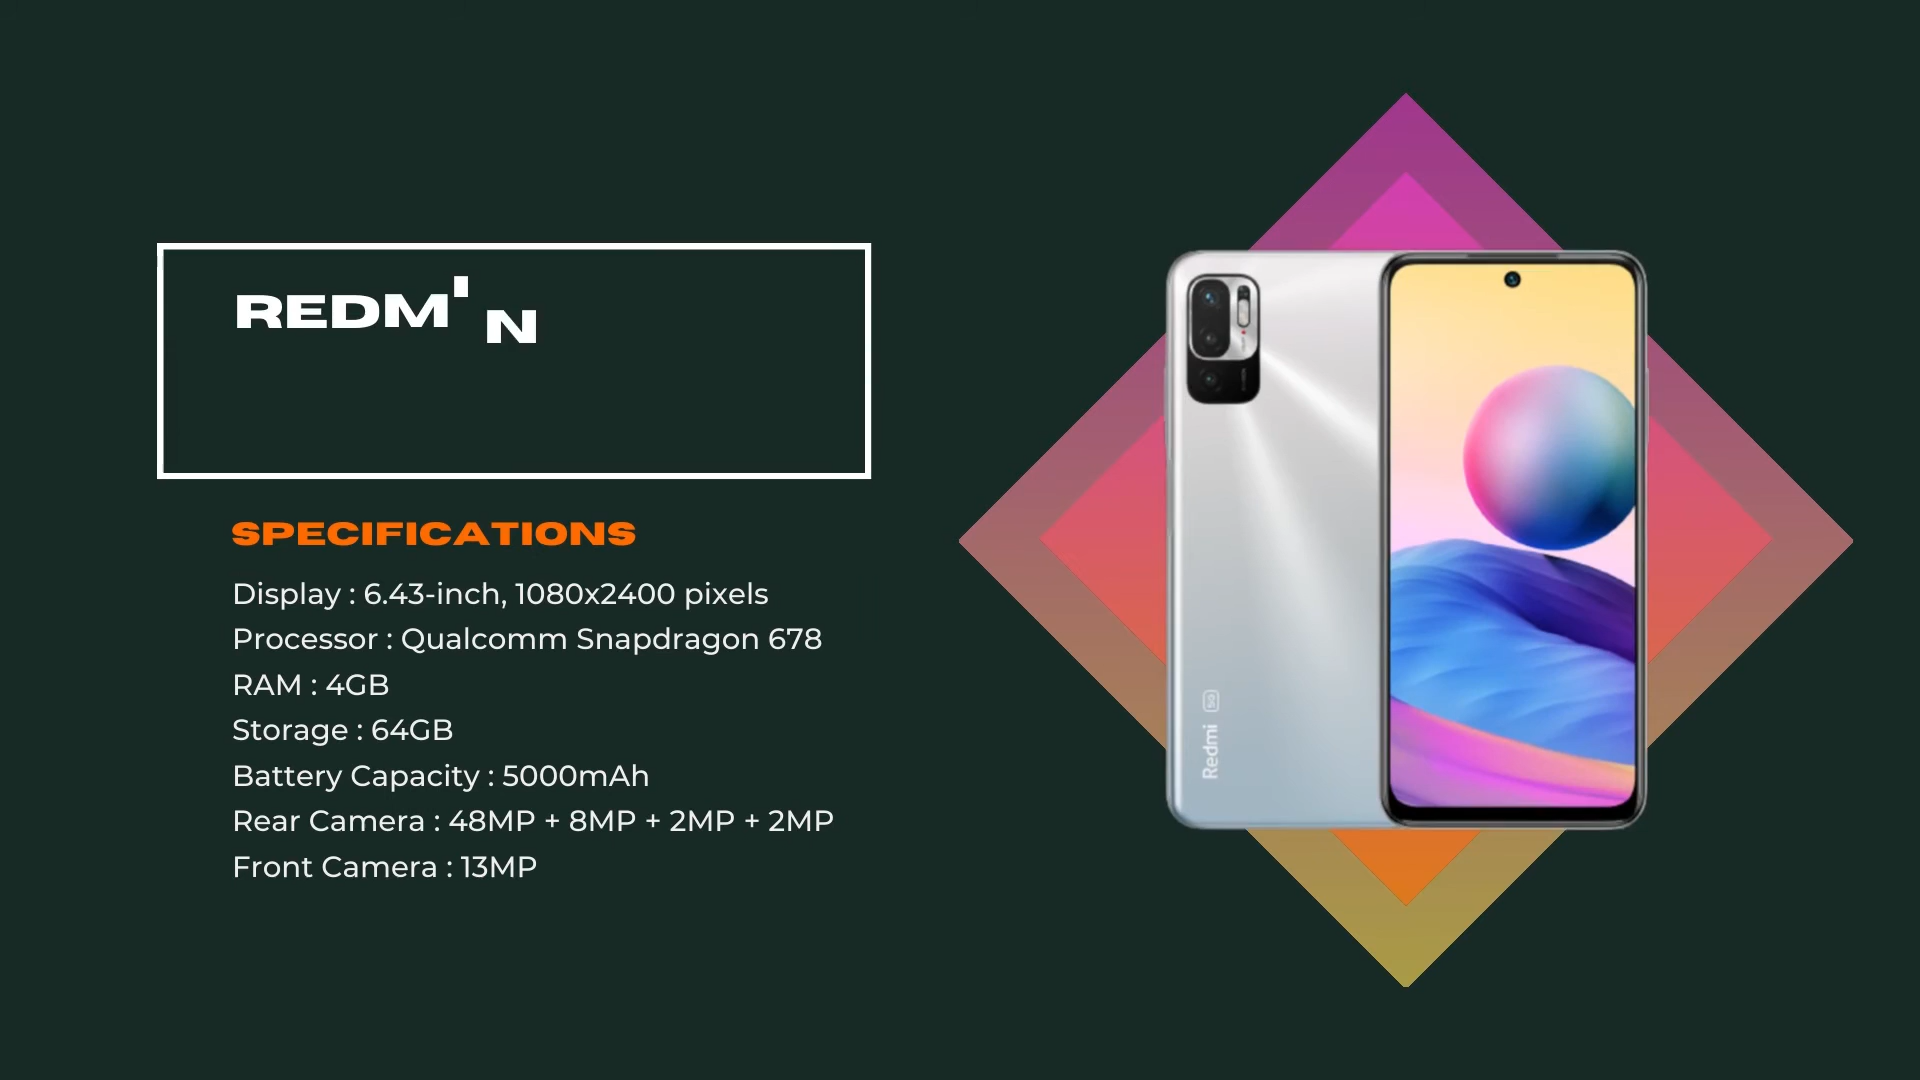 REDM' N
SPECIFICATIONS
Display : 6.43-inch, 1080x2400 pixels
Processor : Qualcomm Snapdragon 678
RAM : 4GB
Storage : 64GB
Battery Capacity : 5000mAh
Rear Camera : 48MP + 8MP + 2MP + 2MP
Front Camera : 13MP
Redmi 5G